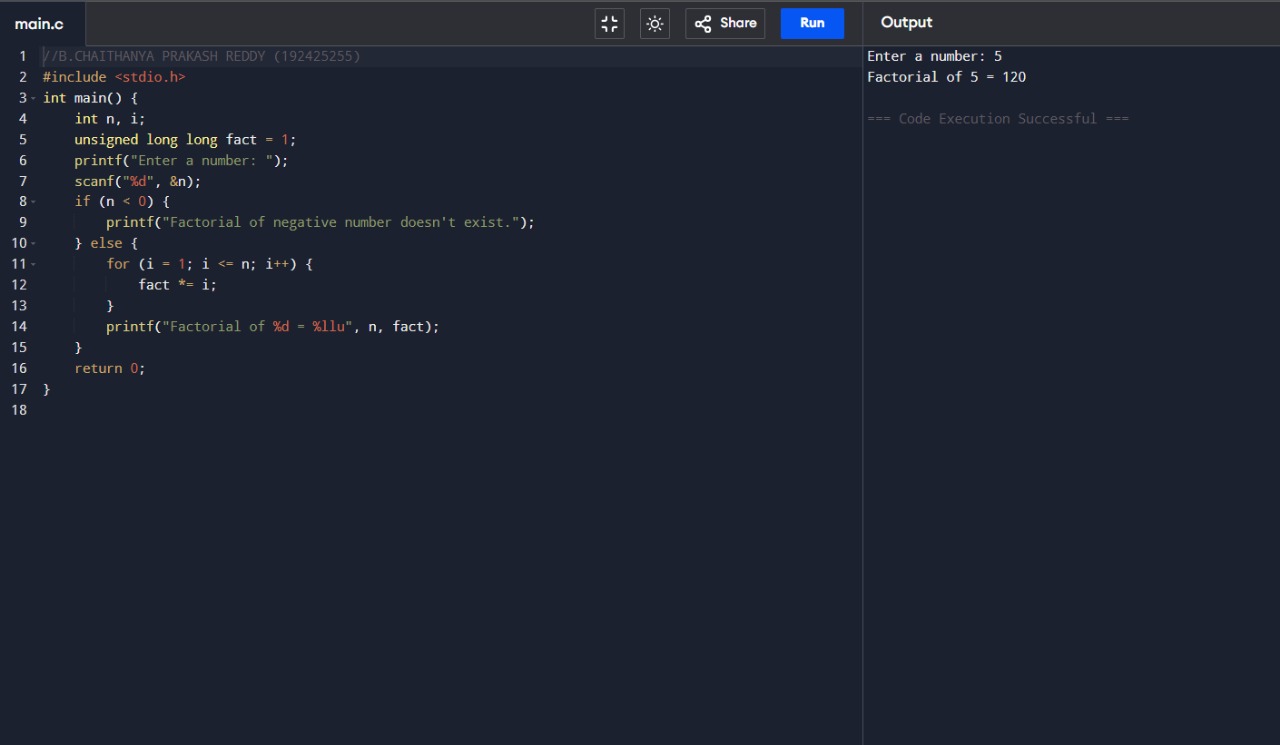 main.c
Share
Run
Output
1 //B.CHAITHANYA PRAKASH REDDY (192425255)
2 #include <stdio.h>
3 int main() {
4     int n, i;
5     unsigned long long fact = 1;
6     printf("Enter a number: ");
7     scanf("%d", &n);
8     if (n < 0) {
9         printf("Factorial of negative number doesn't exist.");
10     } else {
11         for (i = 1; i <= n; i++) {
12             fact *= i;
13         }
14         printf("Factorial of %d = %llu", n, fact);
15     }
16     return 0;
17 }
18
Enter a number: 5
Factorial of 5 = 120
=== Code Execution Successful ===